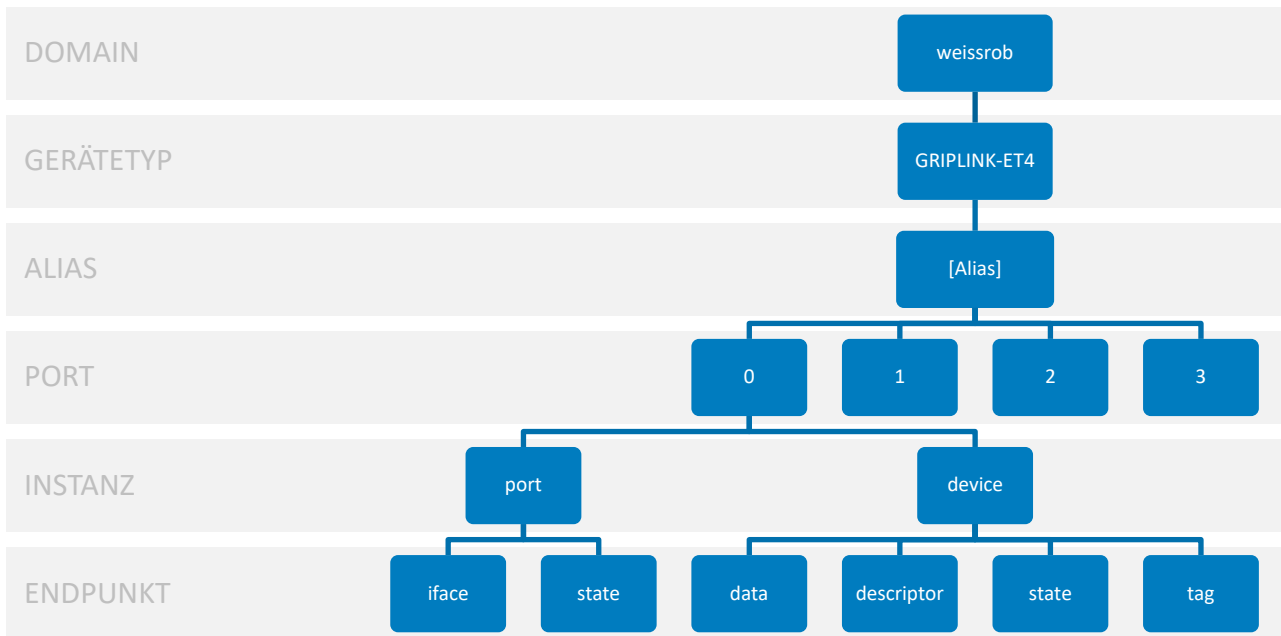 DOMAIN
weissrob
GERÄTETYP
GRIPLINK-ET4
ALIAS
[Alias]
PORT
0 1 2 3
INSTANZ
port device
ENDPUNKT
iface state data descriptor state tag